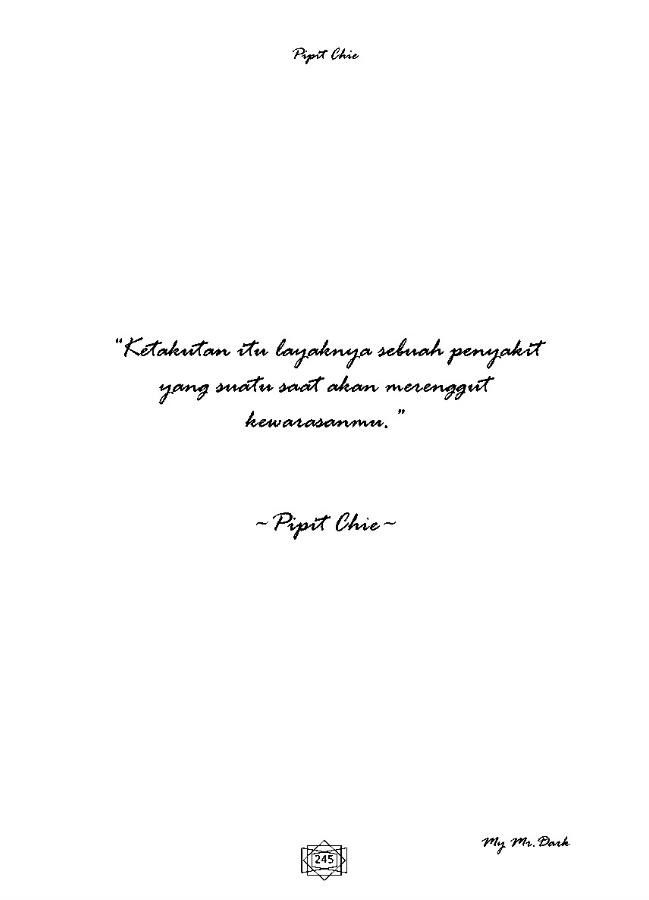 Pipit Chie
"Ketakutan itu layaknya sebuah penyakit
yang suatu saat akan merenggut
kewarasanmu. "
~ Pipit Chie ~
My Mr. Dark
245